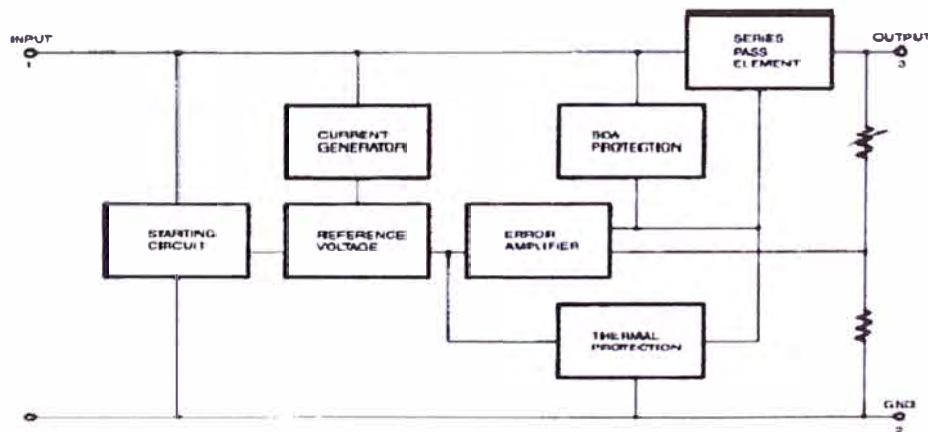 INPUT
1
SERIES
PASS
ELEMENT
OUTPUT
3
CURRENT
GENERATOR
SOA
PROTECTION
STARTING
CIRCUIT
REFERENCE
VOLTAGE
ERROR
AMPLIFIER
THERMAL
PROTECTION
GND
2